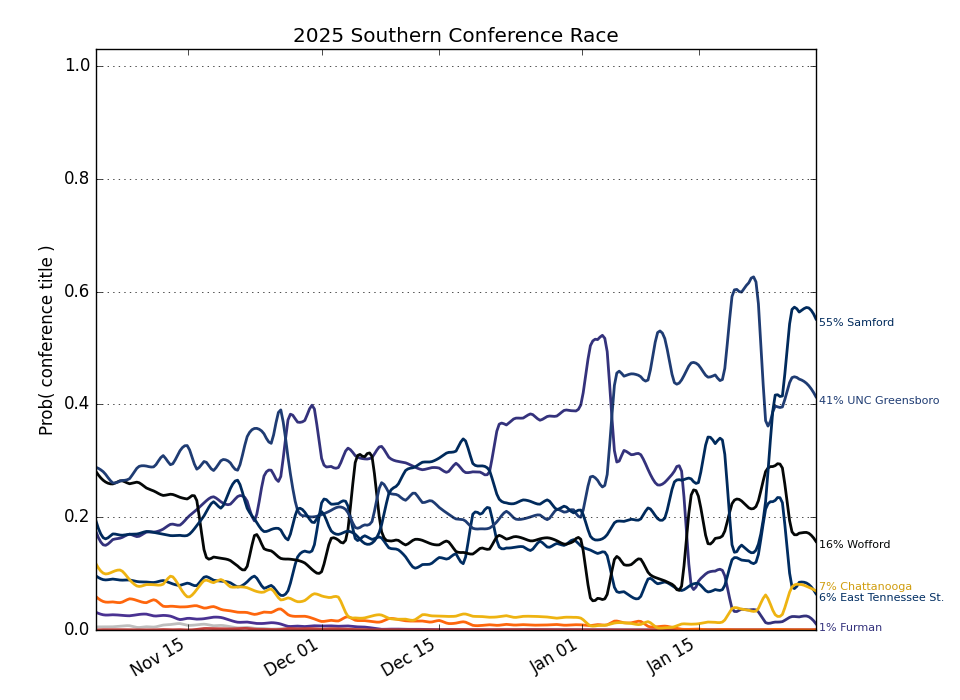 2025 Southern Conference Race
Prob( conference title )
1.0
0.8
0.6
0.4
0.2
0.0
55% Samford
41% UNC Greensboro
16% Wofford
7% Chattanooga
6% East Tennessee St.
1% Furman
Nov 15
Dec 01
Dec 15
Jan 01
Jan 15